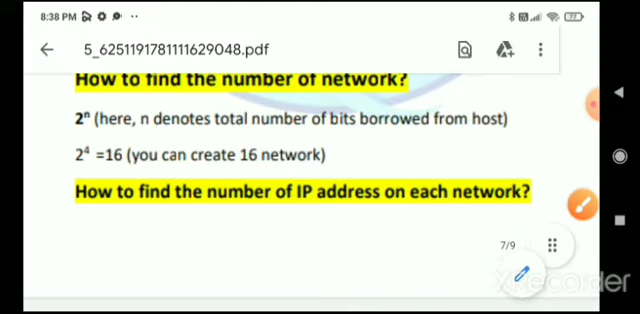 8:38 PM
77
5_6251191781111629048.pdf
How to find the number of network?
2ⁿ (here, n denotes total number of bits borrowed from host)
2⁴ =16 (you can create 16 network)
How to find the number of IP address on each network?
7/9
XRecorder